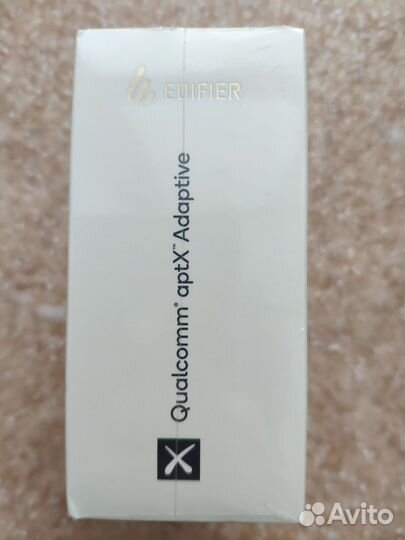 EDIFIER
Qualcomm® aptX™ Adaptive
Avito